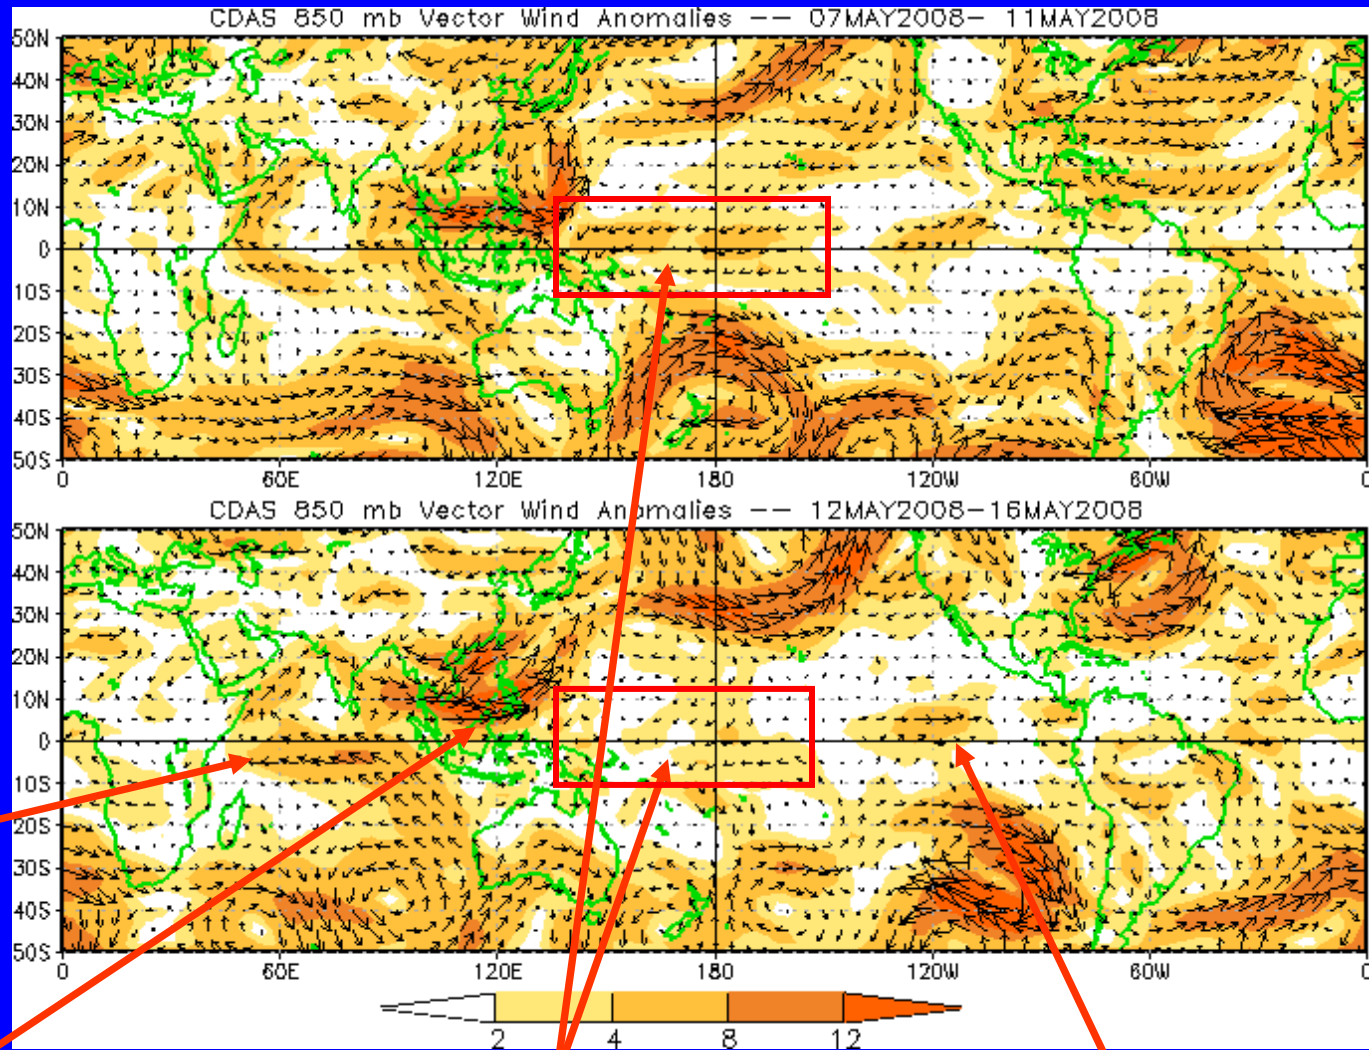 CDAS 850 mb Vector Wind Anomalies -- 07MAY2008- 11MAY2008
50N
40N
30N
20N
10N
0
10S
20S
30S
40S
50S
0 60E 120E 180 120W 60W 0
CDAS 850 mb Vector Wind Anomalies -- 12MAY2008-16MAY2008
50N
40N
30N
20N
10N
0
10S
20S
30S
40S
50S
0 60E 120E 180 120W 60W 0
2 4 8 12